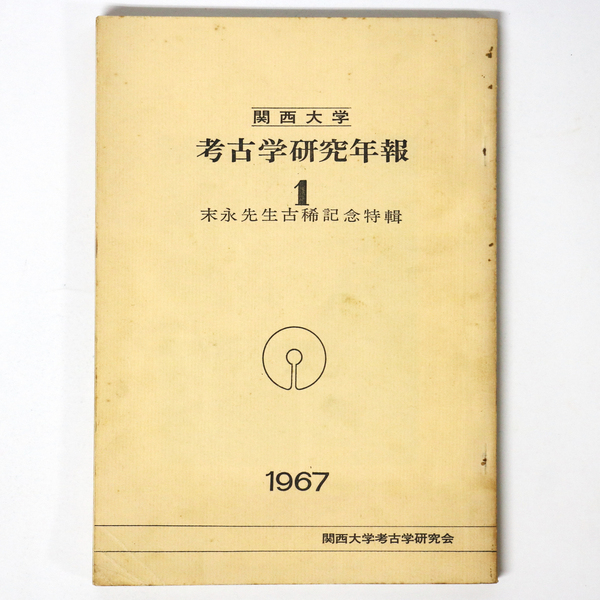 関西大学
考古学研究年報
1
末永先生古稀記念特輯
1967
関西大学考古学研究会